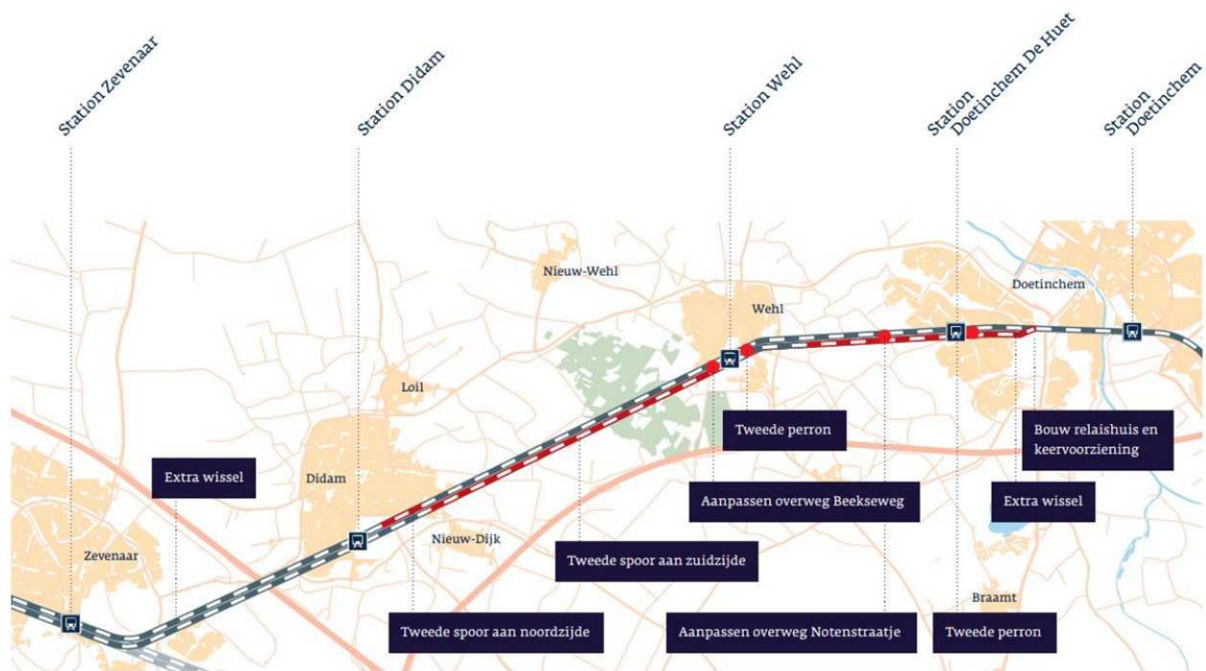 Station Zevenaar
Station Didam
Station Wehl
Station
Doetinchem De Huet
Station
Doetinchem
Nieuw-Wehl
Doetinchem
Wehl
Loil
Tweede perron
Bouw relaishuis en
keervoorziening
Extra wissel
Didam
Aanpassen overweg Beekseweg
Extra wissel
Nieuw-Dijk
Zevenaar
Tweede spoor aan zuidzijde
Braamt
Tweede spoor aan noordzijde
Aanpassen overweg Notenstraatje
Tweede perron